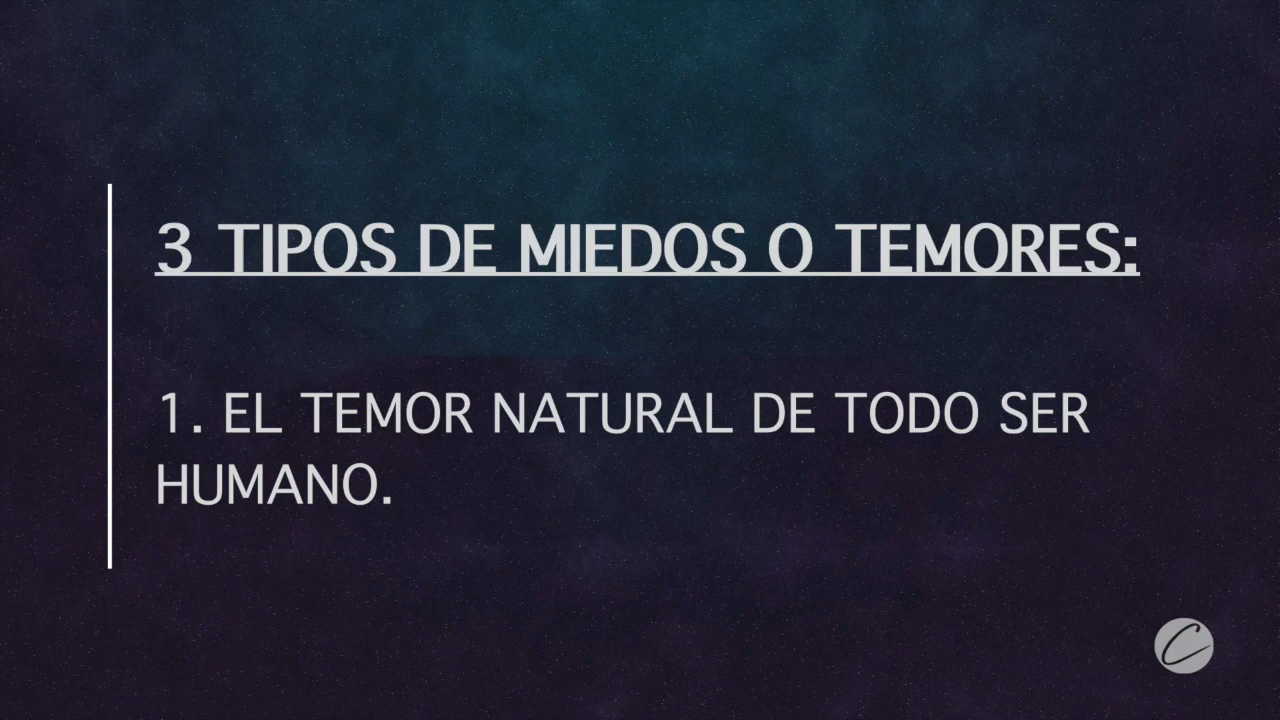 3 TIPOS DE MIEDOS O TEMORES:
1. EL TEMOR NATURAL DE TODO SER
HUMANO.